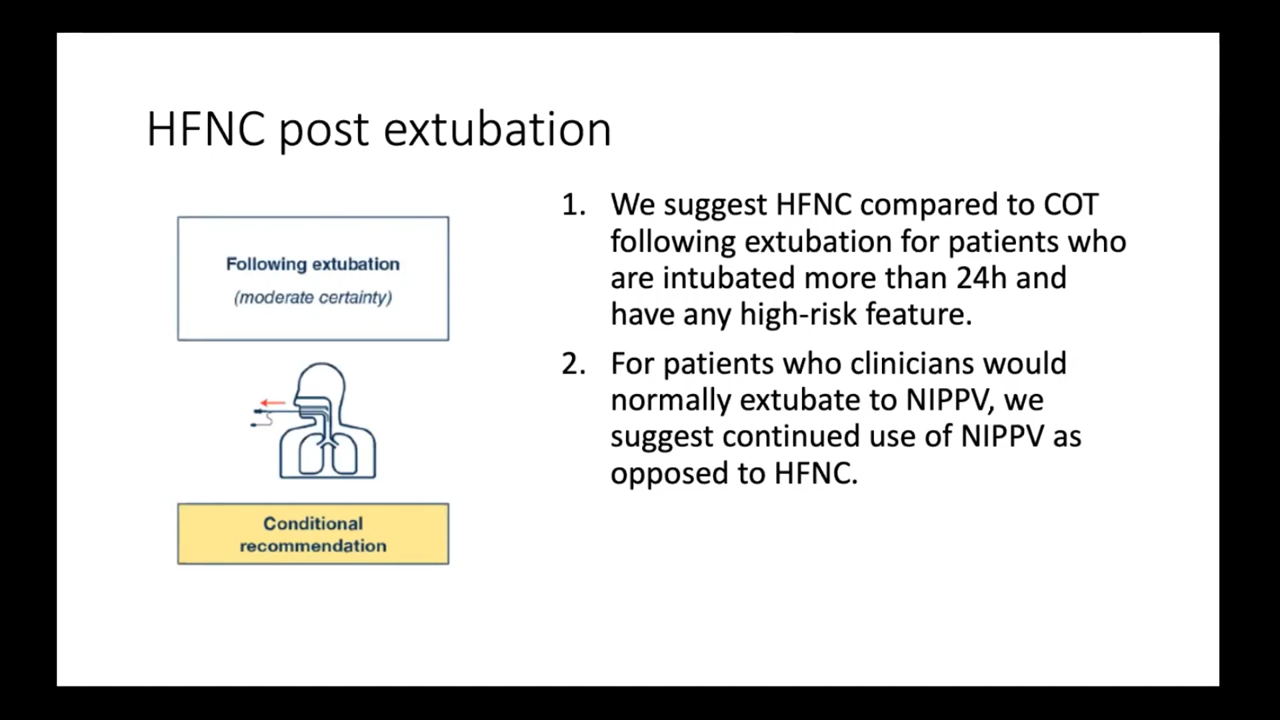 HFNC post extubation
Following extubation
(moderate certainty)
Conditional
recommendation
1. We suggest HFNC compared to COT
following extubation for patients who
are intubated more than 24h and
have any high-risk feature.
2. For patients who clinicians would
normally extubate to NIPPV, we
suggest continued use of NIPPV as
opposed to HFNC.